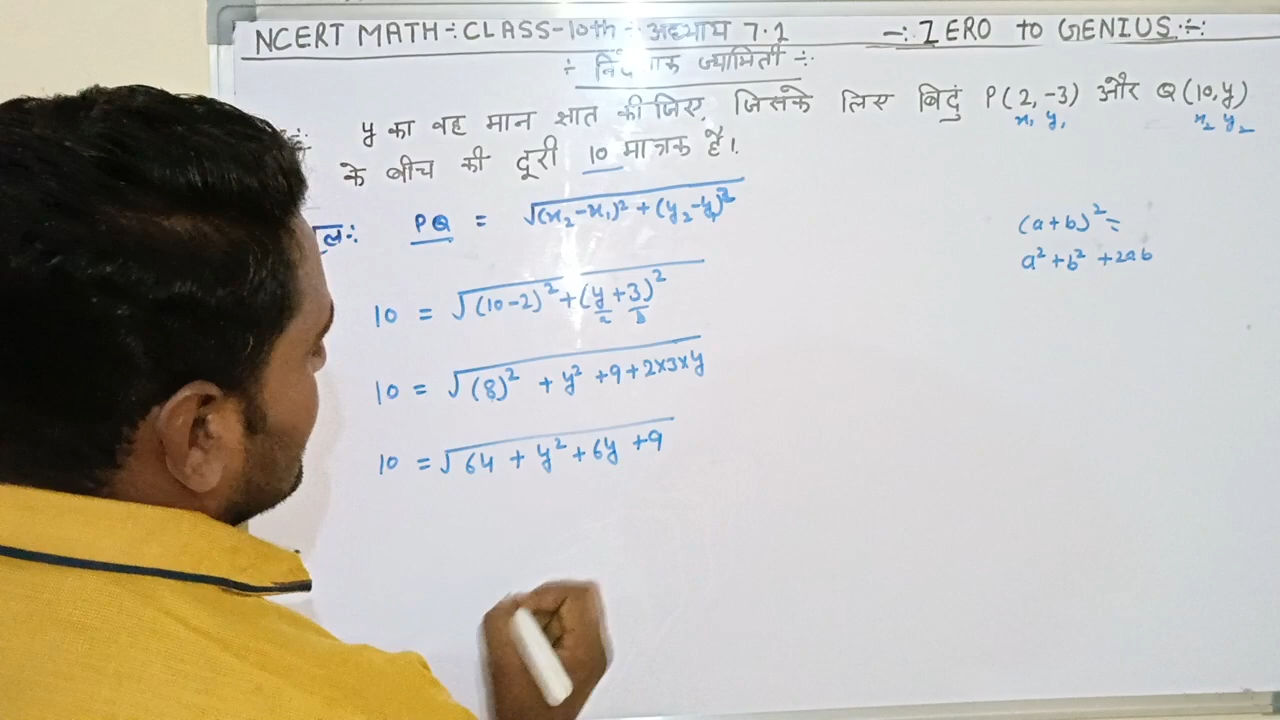 NCERT MATH÷CLASS-10th÷ अध्याय 7.1 -:ZERO to GENIUS÷:
ज्यामिती ÷:
y का वह मान ज्ञात कीजिए, जिसके लिए बिदुं P(2,-3) और Q(10,y)
x₁ y₁ x₂ y₂
के बीच की दूरी 10 मात्रक है।
PQ = √(x₂-x₁)²+(y₂-y₁)²
(a+b)²=
a²+b²+2ab
10 = √(10-2)²+(y+3)²
a b
10 = √(8)² + y² +9+2x3xy
10 = √64 + y² + 6y +9